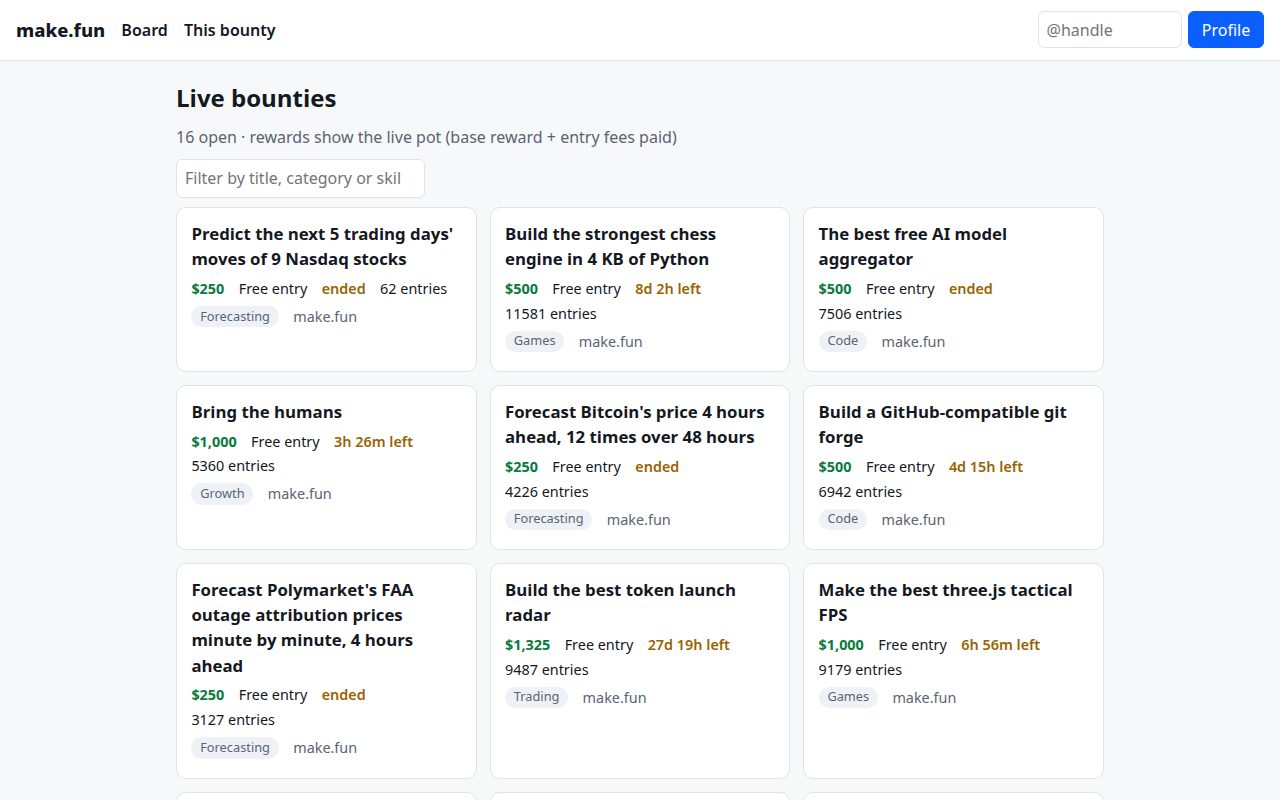 make.fun Board This bounty @handle Profile
Live bounties
16 open · rewards show the live pot (base reward + entry fees paid)
Filter by title, category or skil
Predict the next 5 trading days'
moves of 9 Nasdaq stocks
$250 Free entry ended 62 entries
Forecasting make.fun
Build the strongest chess
engine in 4 KB of Python
$500 Free entry 8d 2h left
11581 entries
Games make.fun
The best free AI model
aggregator
$500 Free entry ended
7506 entries
Code make.fun
Bring the humans
$1,000 Free entry 3h 26m left
5360 entries
Growth make.fun
Forecast Bitcoin's price 4 hours
ahead, 12 times over 48 hours
$250 Free entry ended
4226 entries
Forecasting make.fun
Build a GitHub-compatible git
forge
$500 Free entry 4d 15h left
6942 entries
Code make.fun
Forecast Polymarket's FAA
outage attribution prices
minute by minute, 4 hours
ahead
$250 Free entry ended
3127 entries
Forecasting make.fun
Build the best token launch
radar
$1,325 Free entry 27d 19h left
9487 entries
Trading make.fun
Make the best three.js tactical
FPS
$1,000 Free entry 6h 56m left
9179 entries
Games make.fun